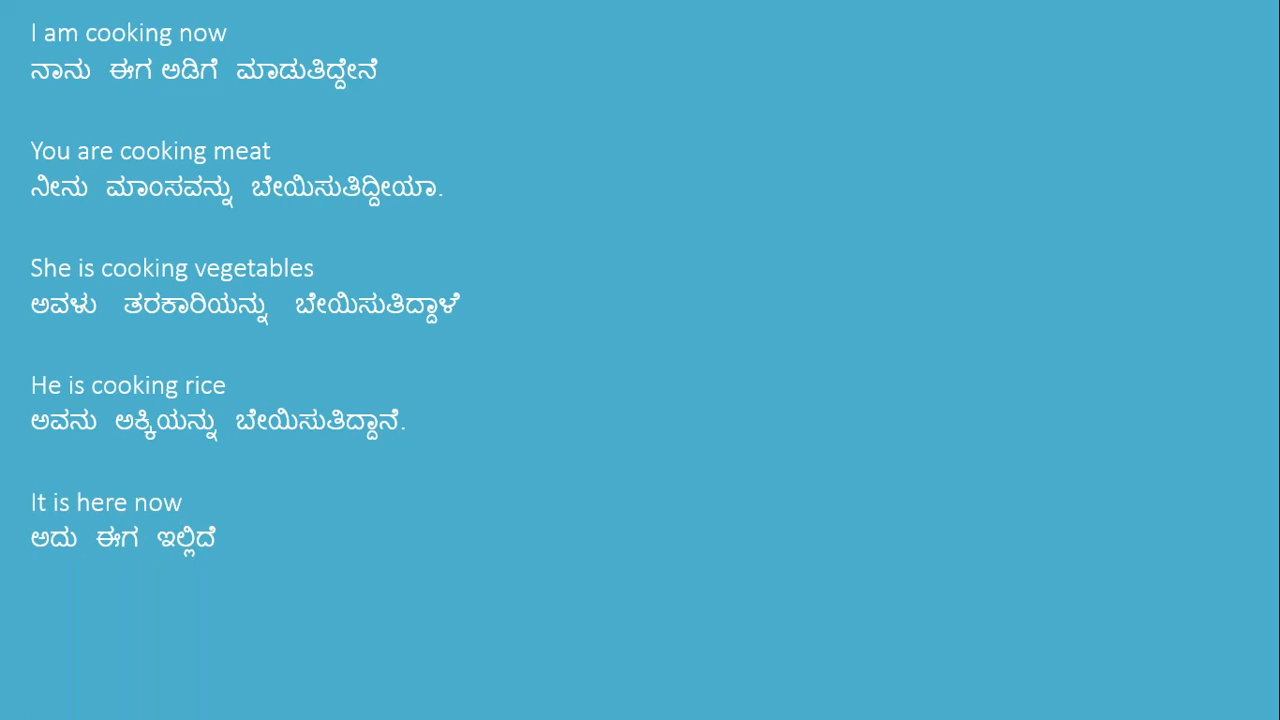 I am cooking now
ನಾನು ಈಗ ಅಡಿಗೆ ಮಾಡುತಿದ್ದೇನೆ
You are cooking meat
ನೀನು ಮಾಂಸವನ್ನು ಬೇಯಿಸುತಿದ್ದೀಯಾ.
She is cooking vegetables
ಅವಳು ತರಕಾರಿಯನ್ನು ಬೇಯಿಸುತಿದ್ದಾಳೆ
He is cooking rice
ಅವನು ಅಕ್ಕಿಯನ್ನು ಬೇಯಿಸುತಿದ್ದಾನೆ.
It is here now
ಅದು ಈಗ ಇಲ್ಲಿದೆ